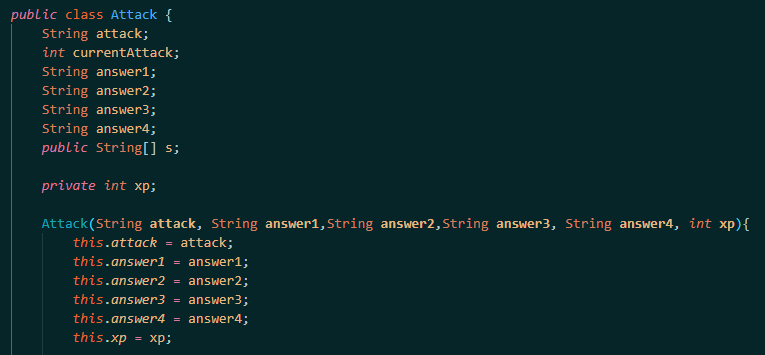 public class Attack {
String attack;
int currentAttack;
String answer1;
String answer2;
String answer3;
String answer4;
public String[] s;
private int xp;
Attack(String attack, String answer1,String answer2,String answer3, String answer4, int xp){
this.attack = attack;
this.answer1 = answer1;
this.answer2 = answer2;
this.answer3 = answer3;
this.answer4 = answer4;
this.xp = xp;